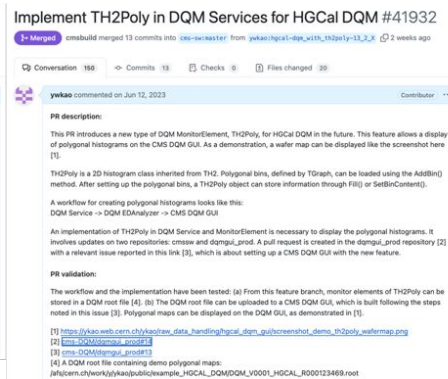 Implement TH2Poly in DQM Services for HGCal DQM #41932
Merged cmsbuild merged 13 commits into cms-sw:master from ywkao:hgcal-dqm_with_th2poly-13_2_X 2 weeks ago
Conversation 150 Commits 13 Checks 0 Files changed 20
ywkao commented on Jun 12, 2023 Contributor ...
PR description:
This PR introduces a new type of DQM MonitorElement, TH2Poly, for HGCal DQM in the future. This feature allows a display
of polygonal histograms on the CMS DQM GUI. As a demonstration, a wafer map can be displayed like the screenshot here
[1].
TH2Poly is a 2D histogram class inherited from TH2. Polygonal bins, defined by TGraph, can be loaded using the AddBin()
method. After setting up the polygonal bins, a TH2Poly object can store information through Fill() or SetBinContent().
A workflow for creating polygonal histograms looks like this:
DQM Service -> DQM EDAnalyzer -> CMS DQM GUI
An implementation of TH2Poly in DQM Service and MonitorElement is necessary to display the polygonal histograms. It
involves updates on two repositories: cmssw and dqmgui_prod. A pull request is created in the dqmgui_prod repository [2]
with a relevant issue reported in this link [3], which is about setting up a CMS DQM GUI with the new feature.
PR validation:
The workflow and the implementation have been tested: (a) From this feature branch, monitor elements of TH2Poly can be
stored in a DQM root file [4]. (b) The DQM root file can be uploaded to a CMS DQM GUI, which is built following the steps
noted in this issue [3]. Polygonal maps can be displayed on the DQM GUI, as demonstrated in [1].
[1] https://ykao.web.cern.ch/ykao/raw_data_handling/hgcal_dqm_gui/screenshot_demo_th2poly_wafermap.png
[2] cms-DQM/dqmgui_prod#14
[3] cms-DQM/dqmgui_prod#13
[4] A DQM root file containing demo polygonal maps:
/afs/cern.ch/work/y/ykao/public/example_HGCAL_DQM/DQM_V0001_HGCAL_R000123469.root